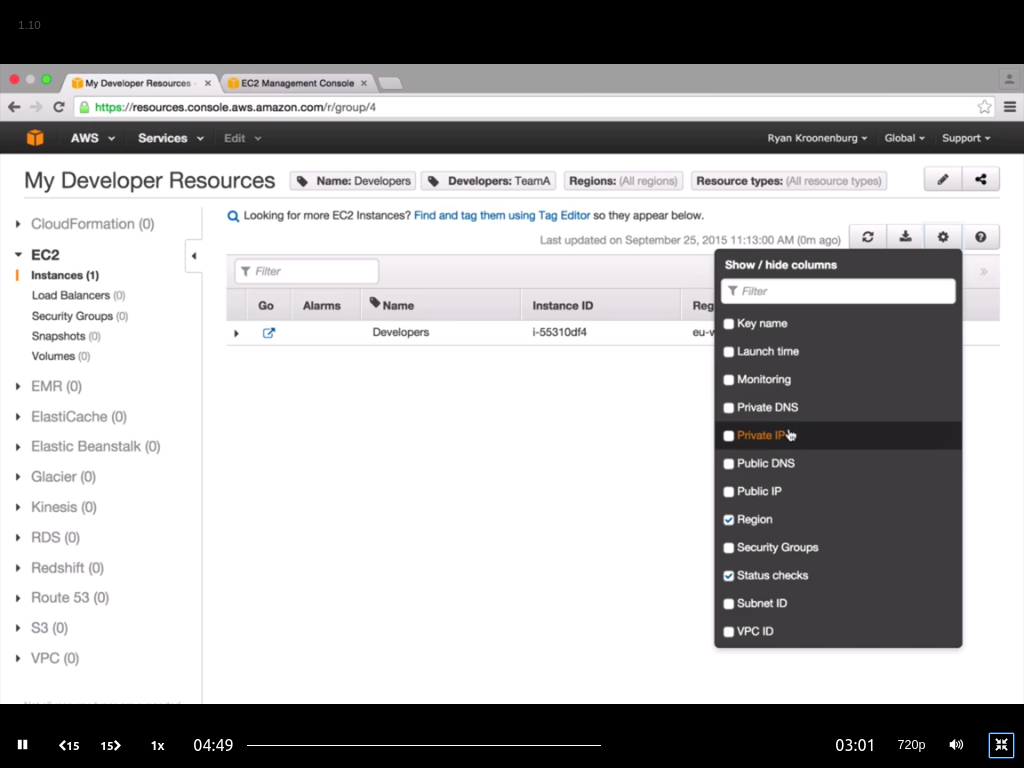 1.10
My Developer Resources
EC2 Management Console
https://resources.console.aws.amazon.com/r/group/4
AWS Services Edit Ryan Kroonenburg Global Support
My Developer Resources Name: Developers Developers: TeamA Regions: (All regions) Resource types: (All resource types)
Looking for more EC2 Instances? Find and tag them using Tag Editor so they appear below.
Last updated on September 25, 2015 11:13:00 AM (0m ago)
CloudFormation (0)
EC2
Instances (1)
Load Balancers (0)
Security Groups (0)
Snapshots (0)
Volumes (0)
EMR (0)
ElastiCache (0)
Elastic Beanstalk (0)
Glacier (0)
Kinesis (0)
RDS (0)
Redshift (0)
Route 53 (0)
S3 (0)
VPC (0)
Filter
Go Alarms Name Instance ID Reg
Developers i-55310df4 eu-w
Show / hide columns
Filter
Key name
Launch time
Monitoring
Private DNS
Private IP
Public DNS
Public IP
Region
Security Groups
Status checks
Subnet ID
VPC ID
15 15 1x 04:49 03:01 720p